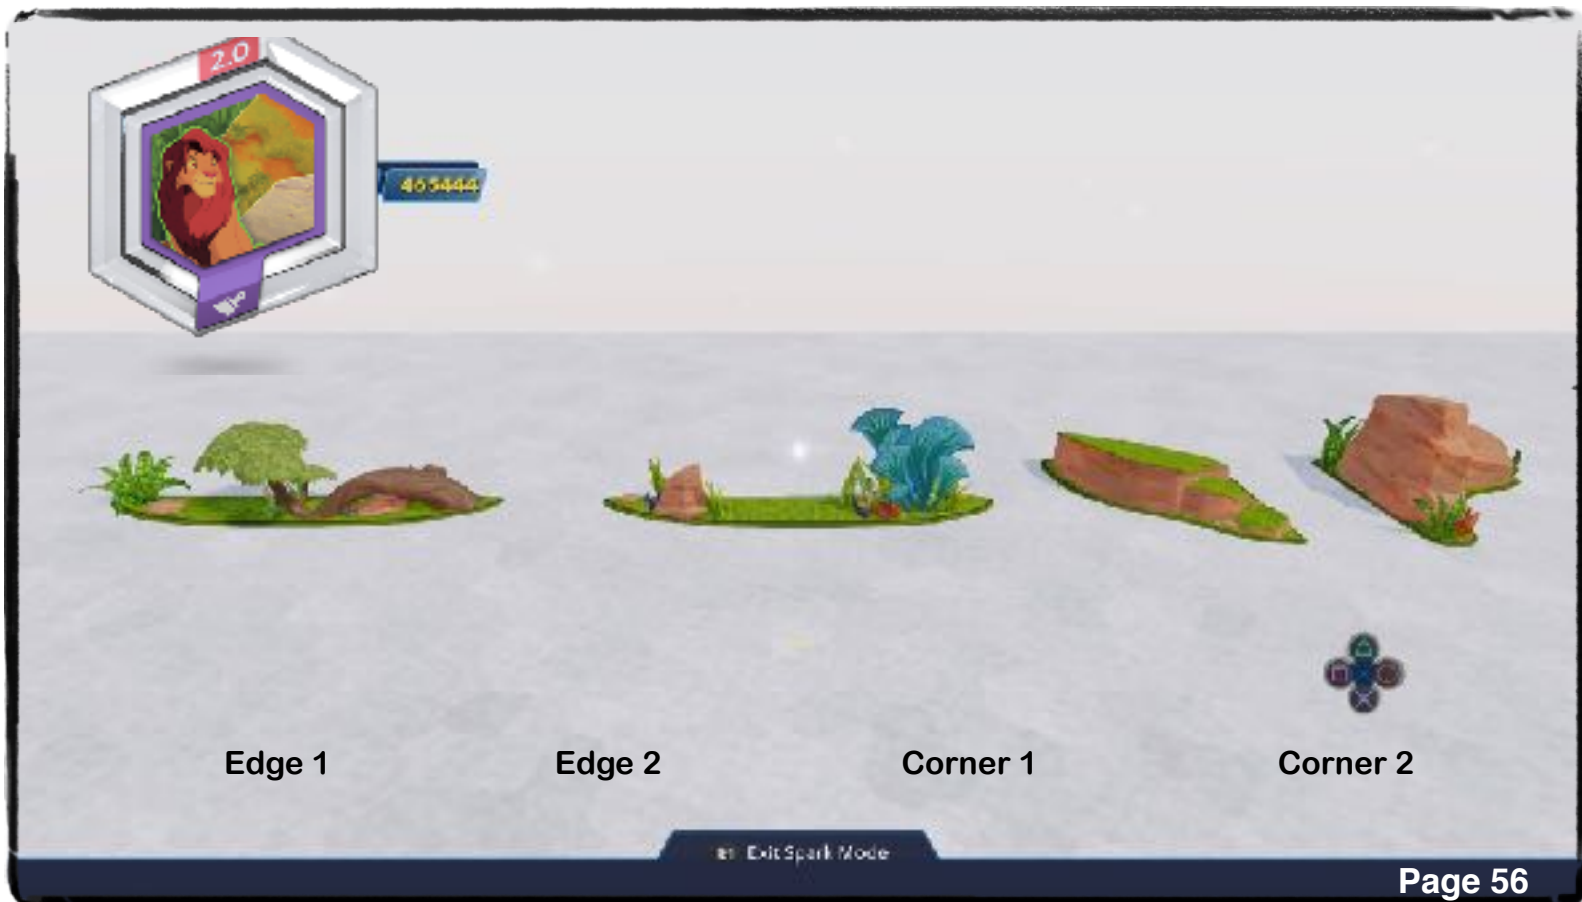 2.0
465444
Edge 1
Edge 2
Corner 1
Corner 2
Exit Spark Mode
Page 56